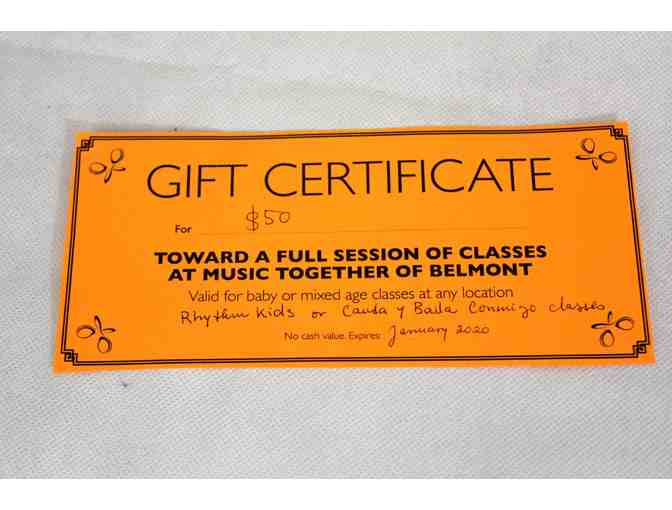 GIFT CERTIFICATE
For $50
TOWARD A FULL SESSION OF CLASSES
AT MUSIC TOGETHER OF BELMONT
Valid for baby or mixed age classes at any location
Rhythm Kids or Canta y Baila Conmigo classes
No cash value. Expires: January 2020